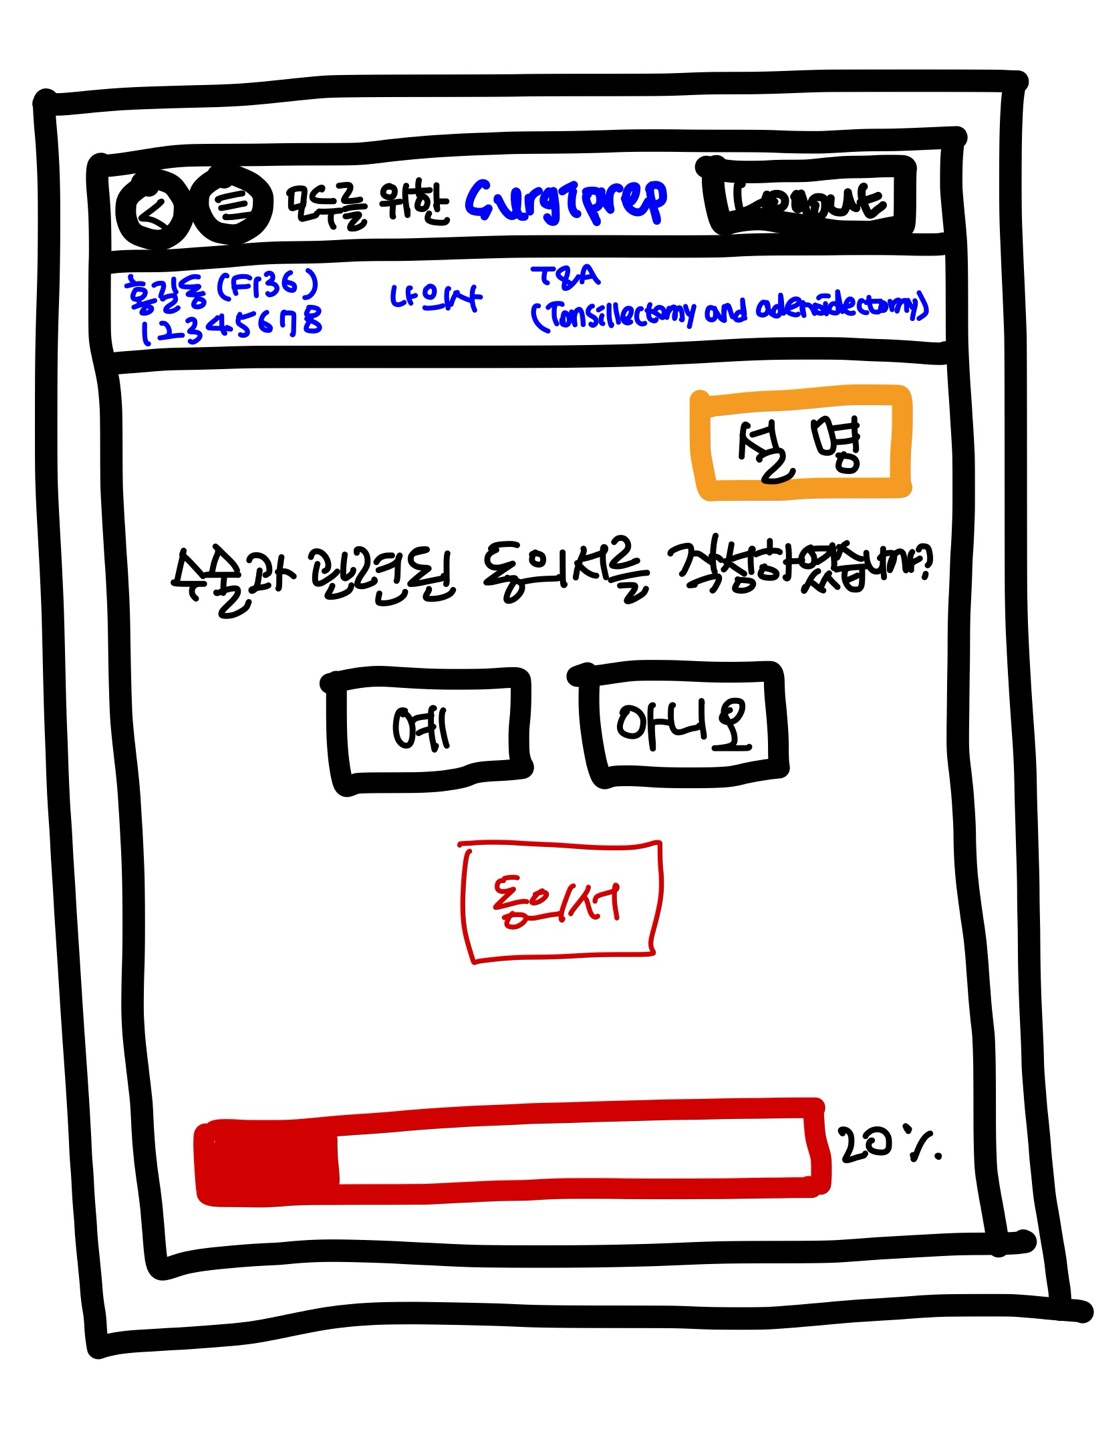 < 모두를 위한 Surgiprep Logout
홍길동 (F/36) 나의사 T&A
12345678 (Tonsillectomy and adenoidectomy)
설명
수술과 관련된 동의서를 작성하였습니까?
예 아니오
동의서
20%